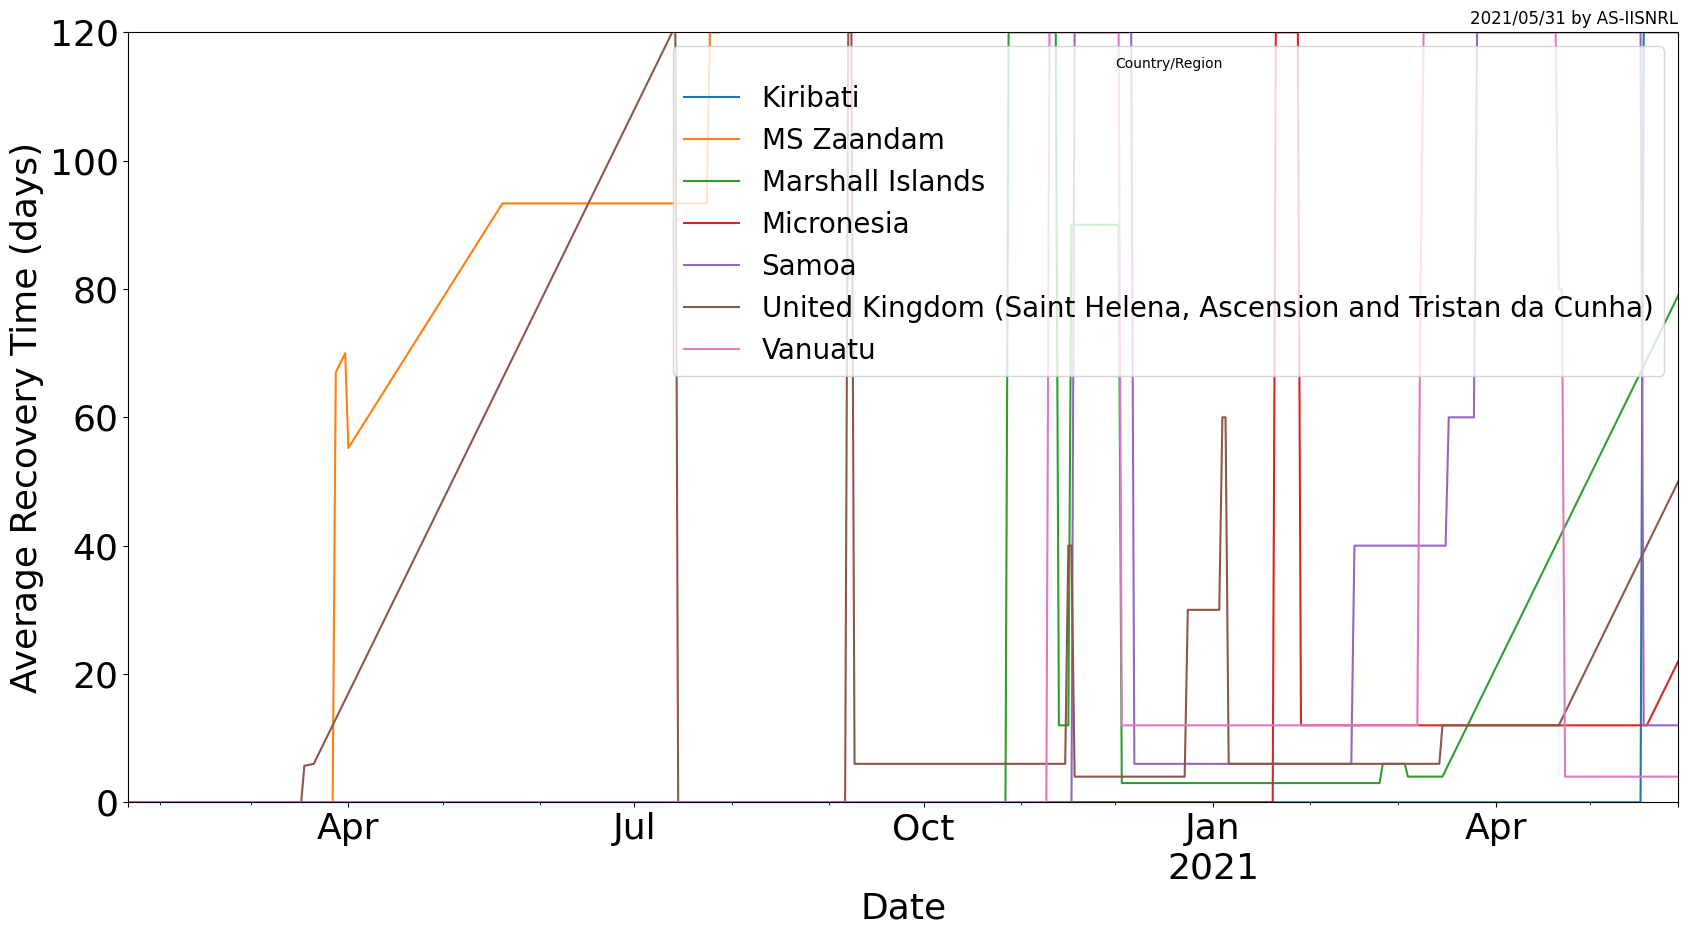 2021/05/31 by AS-IISNRL
Average Recovery Time (days)
120
100
80
60
40
20
0
Country/Region
Kiribati
MS Zaandam
Marshall Islands
Micronesia
Samoa
United Kingdom (Saint Helena, Ascension and Tristan da Cunha)
Vanuatu
Apr
Jul
Oct
Jan
2021
Apr
Date